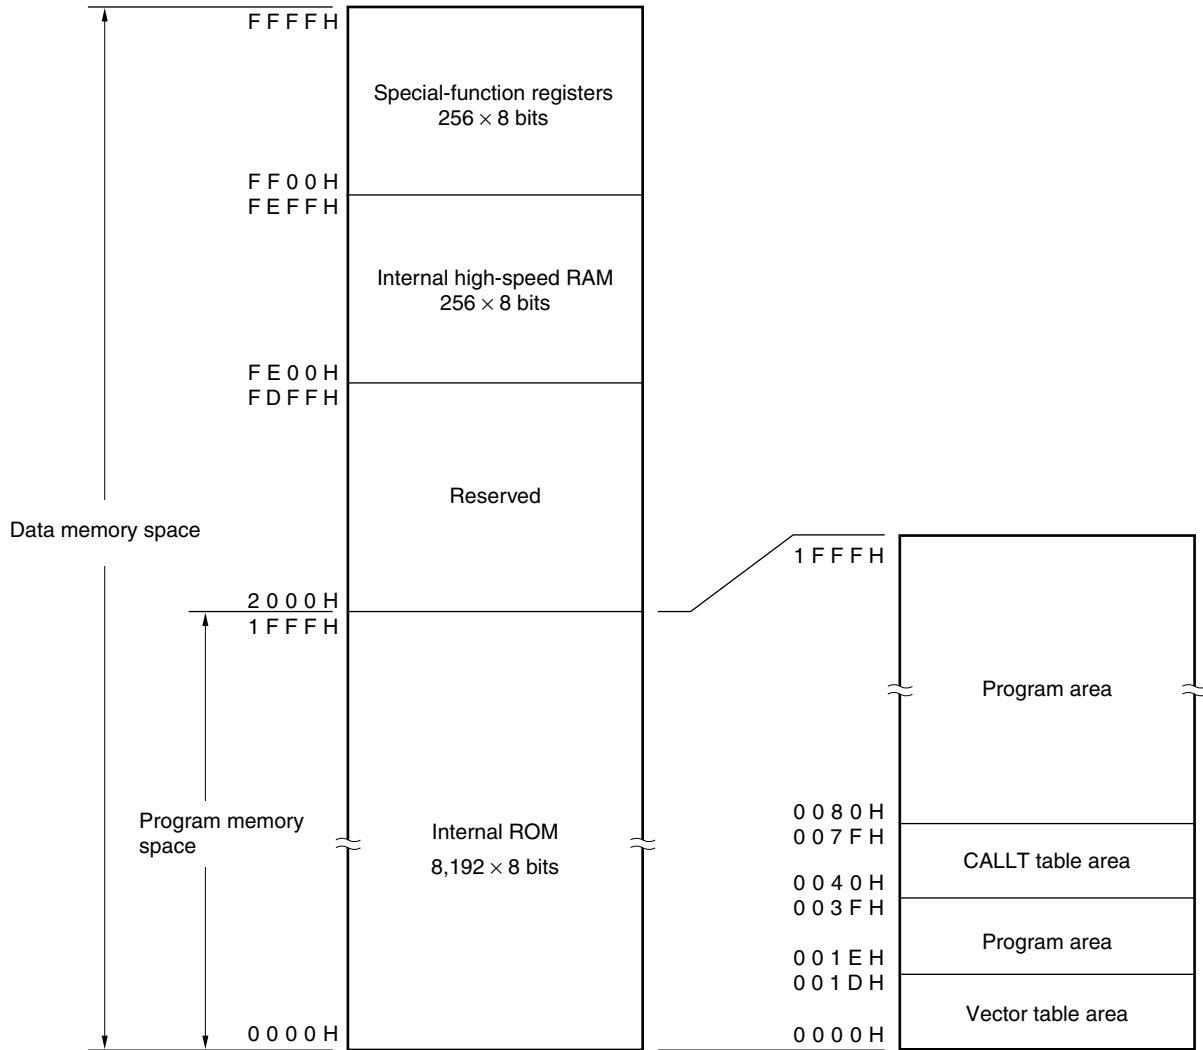 FFFFH
Special-function registers
256 × 8 bits
FF00H
FEFFH
Internal high-speed RAM
256 × 8 bits
FE00H
FDFFH
Reserved
Data memory space
2000H
1FFFH
Program memory
space
Internal ROM
8,192 × 8 bits
0000H
1FFFH
Program area
0080H
007FH
CALLT table area
0040H
003FH
Program area
001EH
001DH
Vector table area
0000H